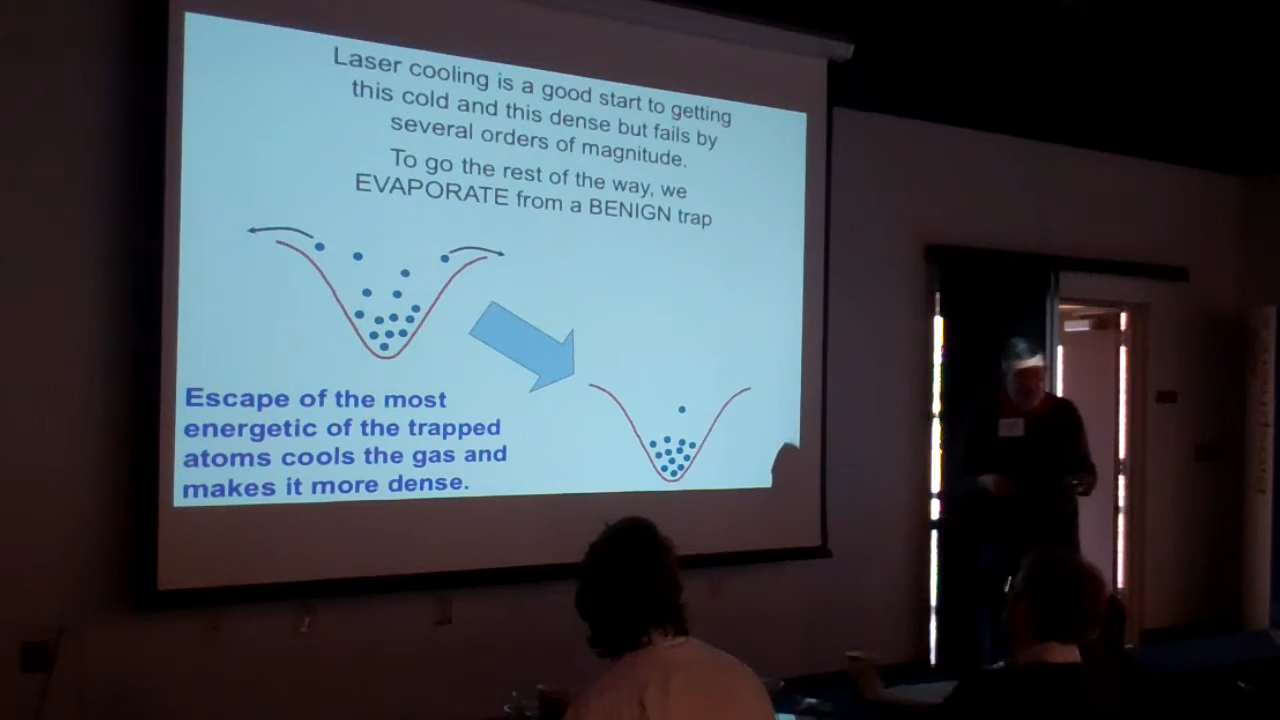 Laser cooling is a good start to getting
this cold and this dense but fails by
several orders of magnitude.
To go the rest of the way, we
EVAPORATE from a BENIGN trap
Escape of the most
energetic of the trapped
atoms cools the gas and
makes it more dense.